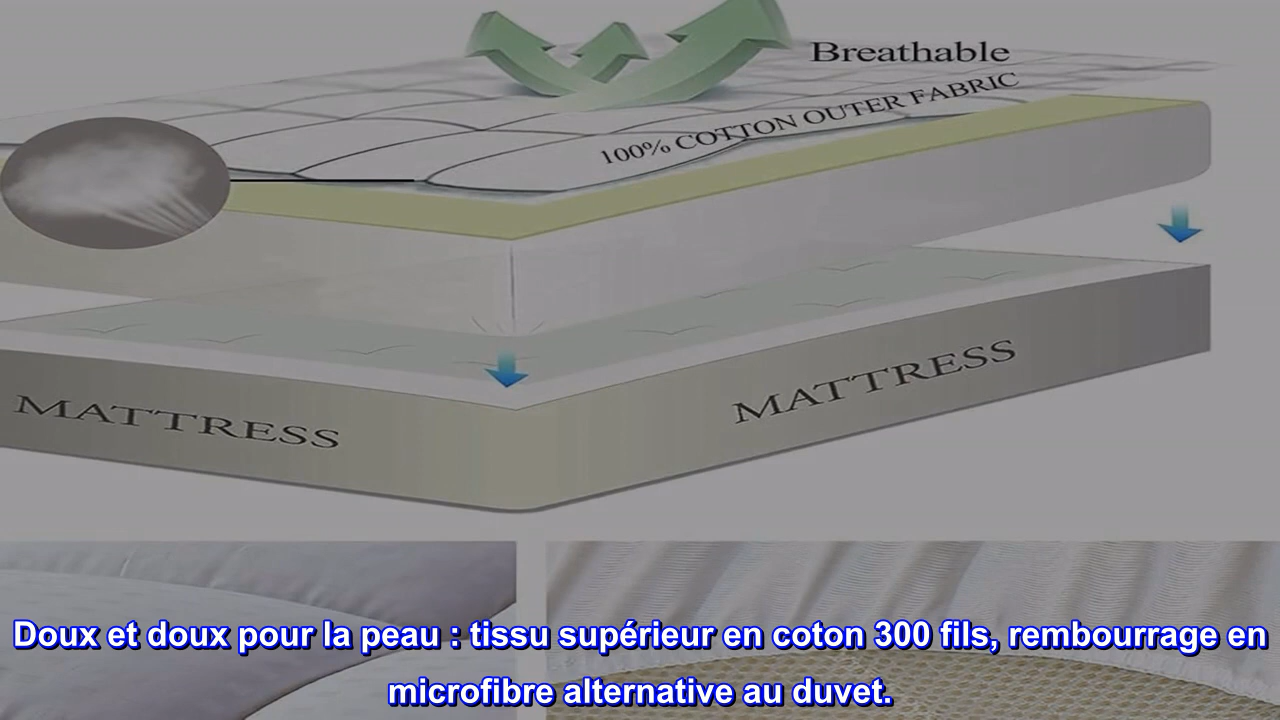 Breathable
100% COTTON OUTER FABRIC
MATTRESS
MATTRESS
Doux et doux pour la peau : tissu supérieur en coton 300 fils, rembourrage en
microfibre alternative au duvet.